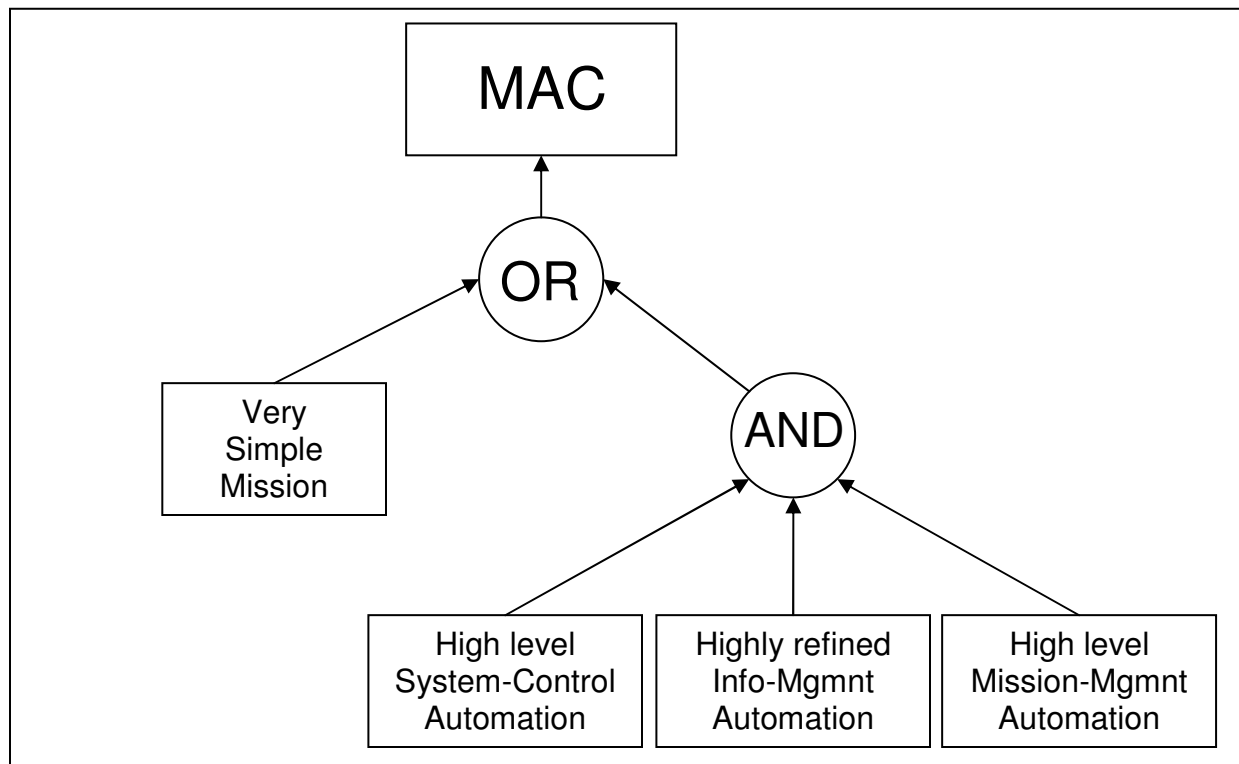 MAC
OR
Very
Simple
Mission
AND
High level
System-Control
Automation
Highly refined
Info-Mgmnt
Automation
High level
Mission-Mgmnt
Automation